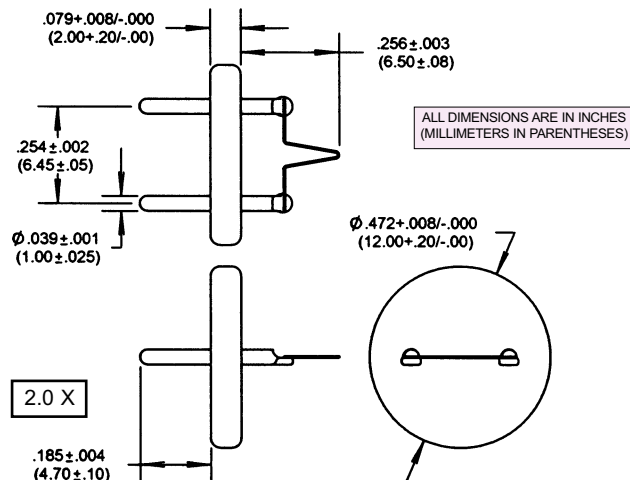 .079+.008/-.000
(2.00+.20/-.00)
.256±.003
(6.50±.08)
ALL DIMENSIONS ARE IN INCHES
(MILLIMETERS IN PARENTHESES)
.254±.002
(6.45±.05)
Ø.039±.001
(1.00±.025)
Ø.472+.008/-.000
(12.00+.20/-.00)
2.0 X
.185±.004
(4.70±.10)